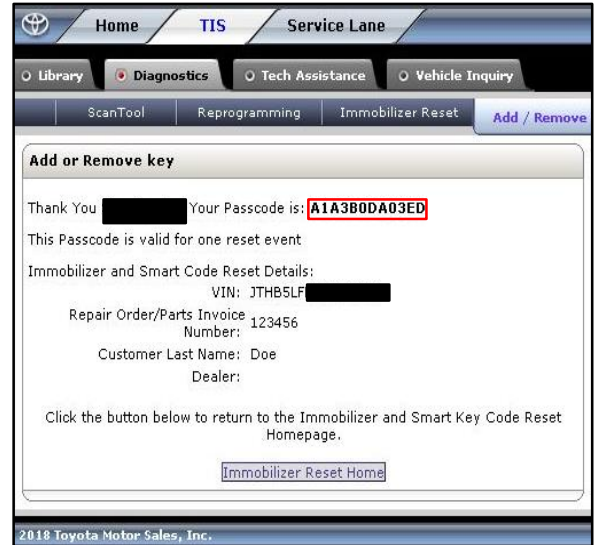 Home TIS Service Lane
Library Diagnostics Tech Assistance Vehicle Inquiry
ScanTool Reprogramming Immobilizer Reset Add / Remove
Add or Remove key
Thank You Your Passcode is: A1A3B0DA03ED
This Passcode is valid for one reset event
Immobilizer and Smart Code Reset Details:
VIN: JTHB5LF
Repair Order/Parts Invoice
Number: 123456
Customer Last Name: Doe
Dealer:
Click the button below to return to the Immobilizer and Smart Key Code Reset
Homepage.
Immobilizer Reset Home
2018 Toyota Motor Sales, Inc.